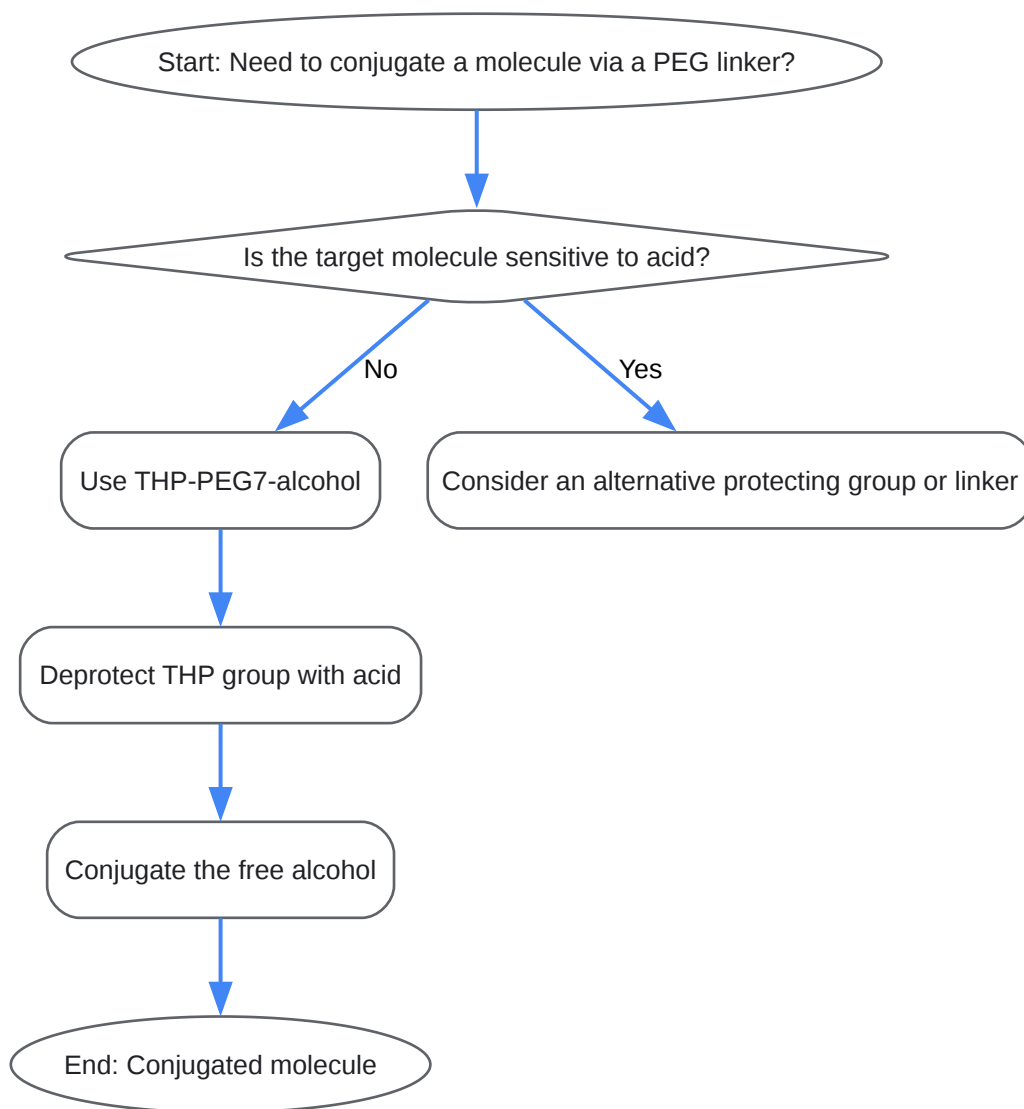 Start: Need to conjugate a molecule via a PEG linker?
Is the target molecule sensitive to acid?
No
Yes
Use THP-PEG7-alcohol
Consider an alternative protecting group or linker
Deprotect THP group with acid
Conjugate the free alcohol
End: Conjugated molecule